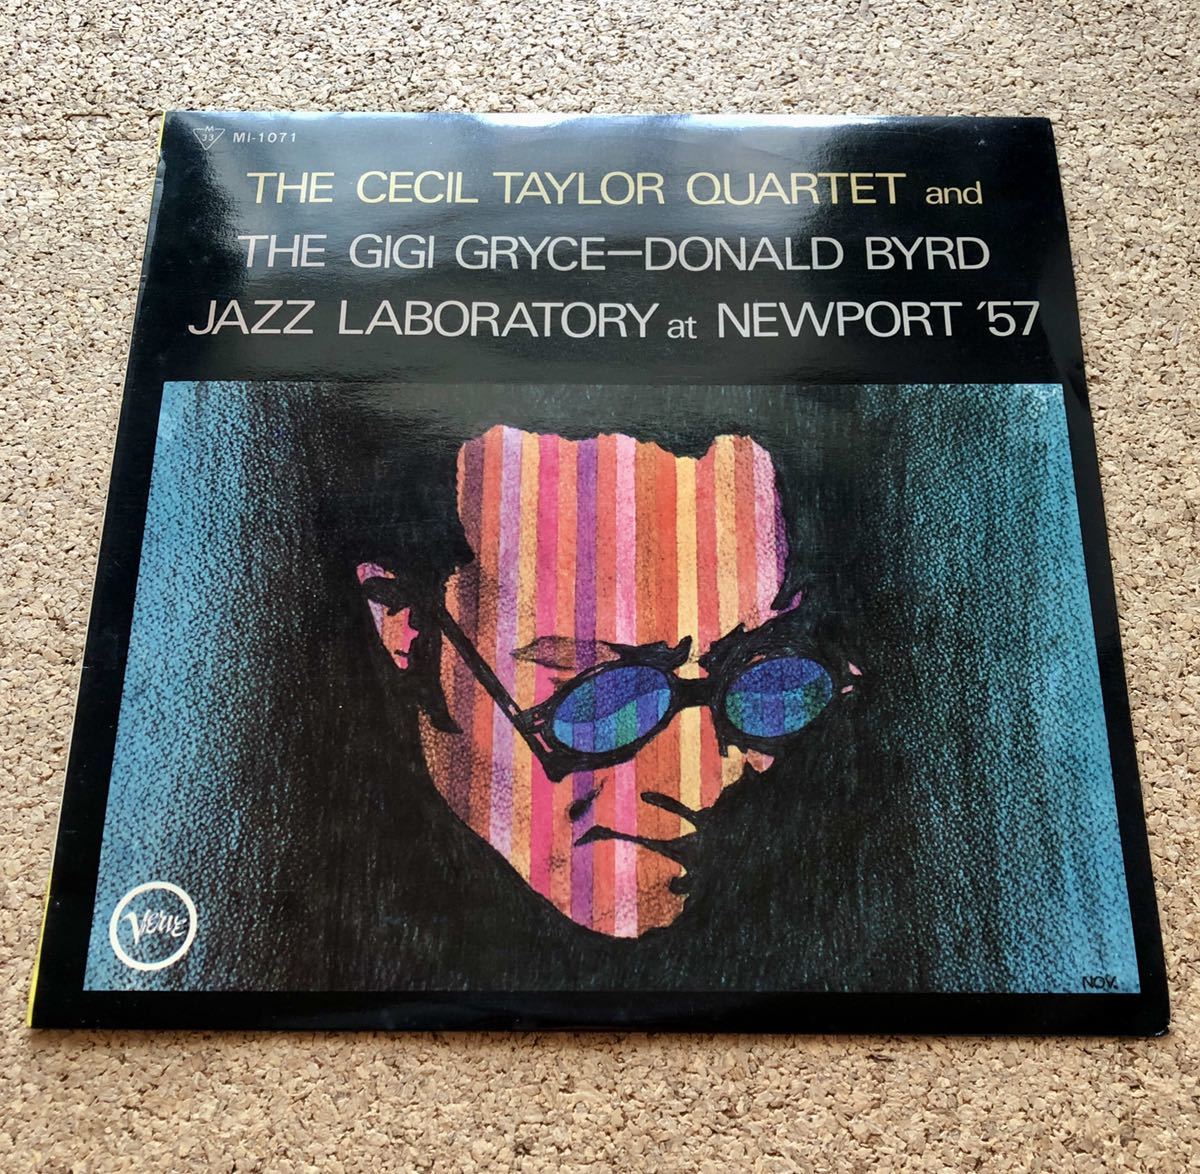 M
33
MI-1071
THE CECIL TAYLOR QUARTET and
THE GIGI GRYCE—DONALD BYRD
JAZZ LABORATORY at NEWPORT '57
VERVE
NOV.